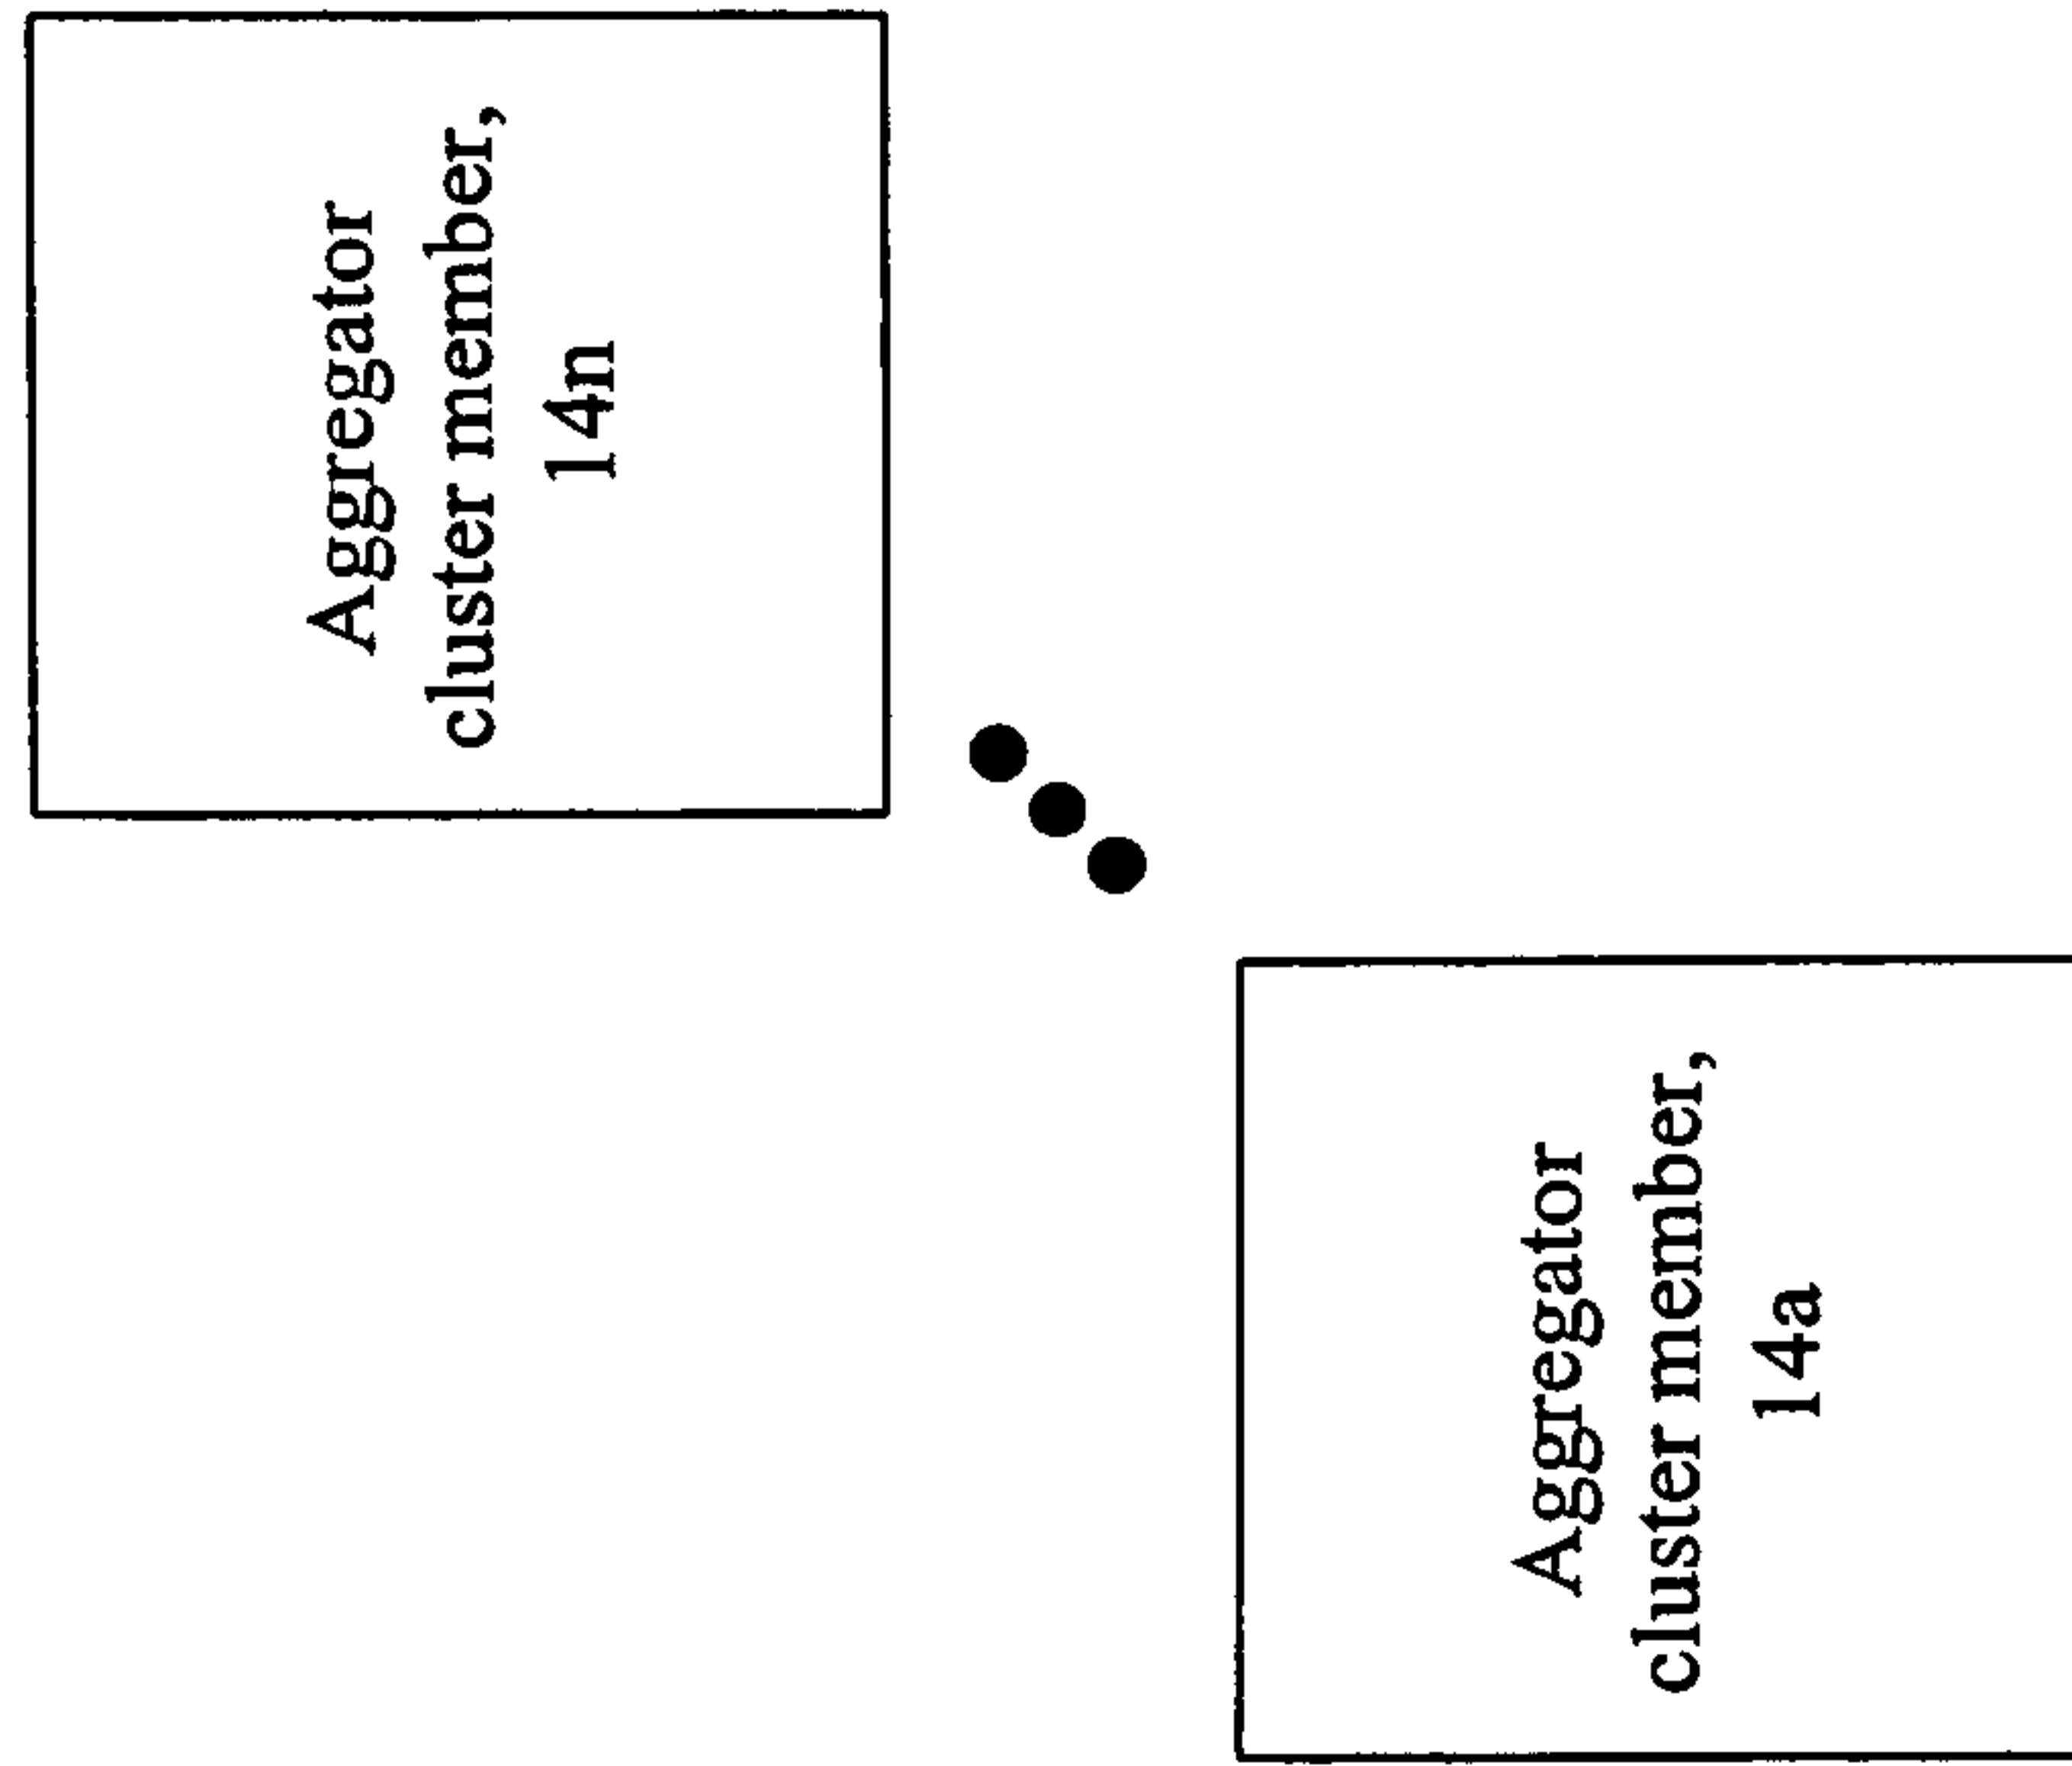 Aggregator
cluster member,
14n
Aggregator
cluster member,
14a